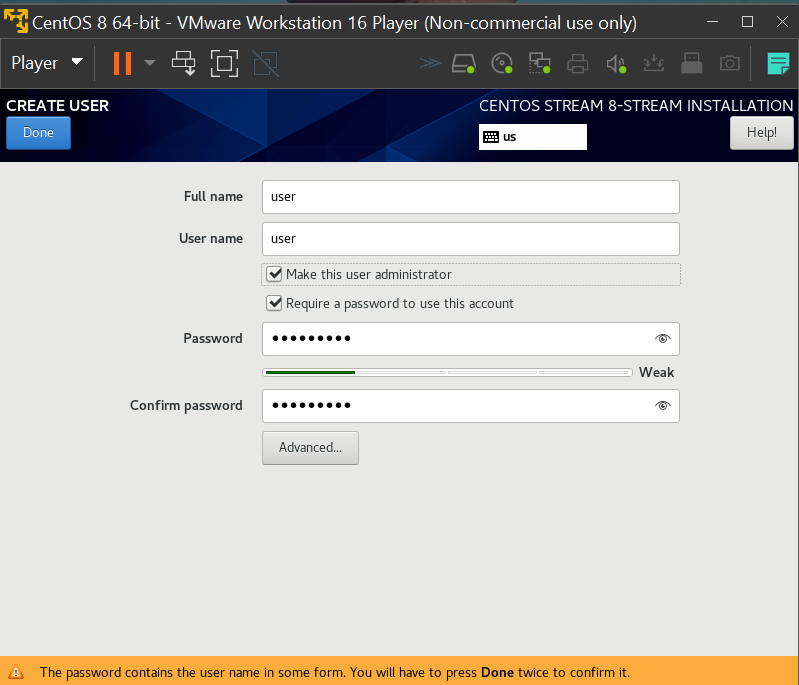 CentOS 8 64-bit - VMware Workstation 16 Player (Non-commercial use only)
Player
CREATE USER
CENTOS STREAM 8-STREAM INSTALLATION
Done
us
Help!
Full name
user
User name
user
Make this user administrator
Require a password to use this account
Password
•••••••••
Weak
Confirm password
•••••••••
Advanced...
The password contains the user name in some form. You will have to press Done twice to confirm it.